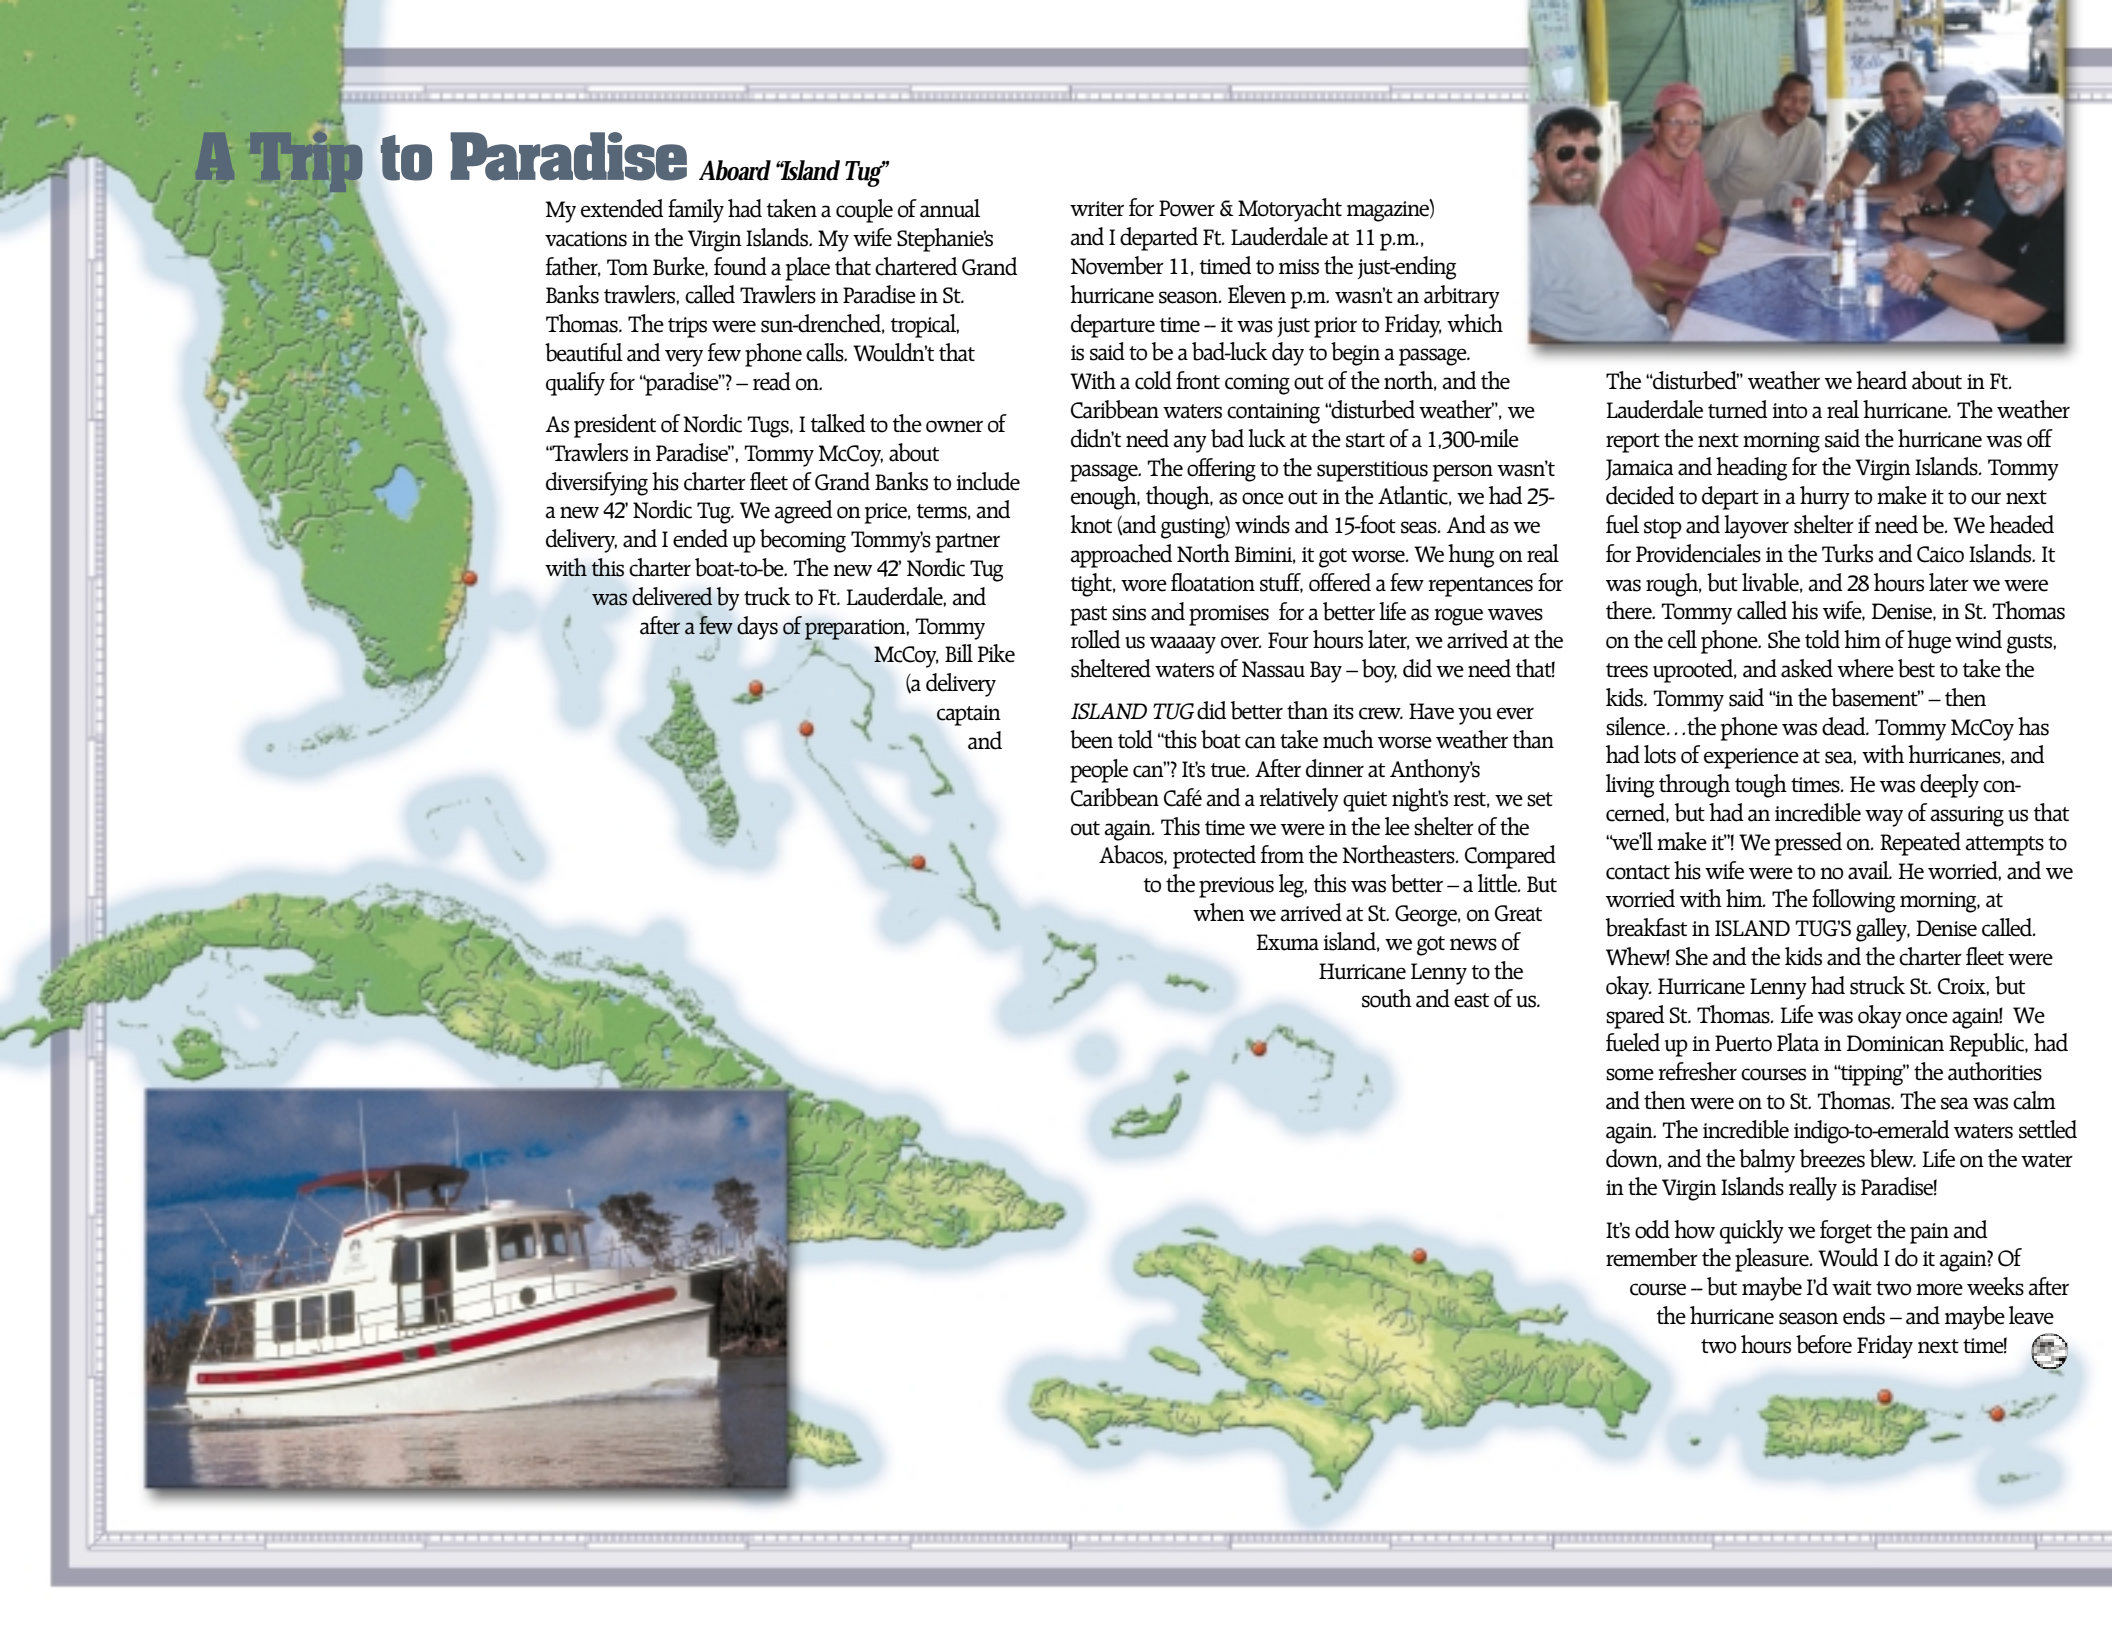 A Trip to Paradise Aboard “Island Tug”
My extended family had taken a couple of annual
vacations in the Virgin Islands. My wife Stephanie’s
father, Tom Burke, found a place that chartered Grand
Banks trawlers, called Trawlers in Paradise in St.
Thomas. The trips were sun-drenched, tropical,
beautiful and very few phone calls. Wouldn’t that
qualify for “paradise”? – read on.
As president of Nordic Tugs, I talked to the owner of
“Trawlers in Paradise”, Tommy McCoy, about
diversifying his charter fleet of Grand Banks to include
a new 42’ Nordic Tug. We agreed on price, terms, and
delivery, and I ended up becoming Tommy’s partner
with this charter boat-to-be. The new 42’ Nordic Tug
was delivered by truck to Ft. Lauderdale, and
after a few days of preparation, Tommy
McCoy, Bill Pike
(a delivery
captain
and
writer for Power & Motoryacht magazine)
and I departed Ft. Lauderdale at 11 p.m.,
November 11, timed to miss the just-ending
hurricane season. Eleven p.m. wasn’t an arbitrary
departure time -- it was just prior to Friday, which
is said to be a bad-luck day to begin a passage.
With a cold front coming out of the north, and the
Caribbean waters containing “disturbed weather”, we
didn’t need any bad luck at the start of a 1,300-mile
passage. The offering to the superstitious person wasn’t
enough, though, as once out in the Atlantic, we had 25-
knot (and gusting) winds and 15-foot seas. And as we
approached North Bimini, it got worse. We hung on real
tight, wore floatation stuff, offered a few repentances for
past sins and promises  for a better life as rogue waves
rolled us waaaay over. Four hours later, we arrived at the
sheltered waters of Nassau Bay – boy, did we need that!
ISLAND TUG did better than its crew. Have you ever
been told “this boat can take much worse weather than
people can”? It’s true. After dinner at Anthony’s
Caribbean Café and a relatively quiet night’s rest, we set
out again. This time we were in the lee shelter of the
Abacos, protected from the Northeasters. Compared
to the previous leg, this was better – a little. But
when we arrived at St. George, on Great
Exuma island, we got news of
Hurricane Lenny to the
south and east of us.
The “disturbed” weather we heard about in Ft.
Lauderdale turned into a real hurricane. The weather
report the next morning said the hurricane was off
Jamaica and heading for the Virgin Islands. Tommy
decided to depart in a hurry to make it to our next
fuel stop and layover shelter if need be. We headed
for Providenciales in the Turks and Caico Islands. It
was rough, but livable, and 28 hours later we were
there. Tommy called his wife, Denise, in St. Thomas
on the cell phone. She told him of huge wind gusts,
trees uprooted, and asked where best to take the
kids. Tommy said “in the basement” – then
silence…the phone was dead. Tommy McCoy has
had lots of experience at sea, with hurricanes, and
living through tough times. He was deeply con-
cerned, but had an incredible way of assuring us that
“we’ll make it”! We pressed on. Repeated attempts to
contact his wife were to no avail. He worried, and we
worried with him. The following morning, at
breakfast in ISLAND TUG’S galley, Denise called.
Whew! She and the kids and the charter fleet were
okay. Hurricane Lenny had struck St. Croix, but
spared St. Thomas. Life was okay once again!  We
fueled up in Puerto Plata in Dominican Republic, had
some refresher courses in “tipping” the authorities
and then were on to St. Thomas. The sea was calm
again. The incredible indigo-to-emerald waters settled
down, and the balmy breezes blew. Life on the water
in the Virgin Islands really is Paradise!
It’s odd how quickly we forget the pain and
remember the pleasure. Would I do it again? Of
course -- but maybe I’d wait two more weeks after
the hurricane season ends – and maybe leave
two hours before Friday next time!